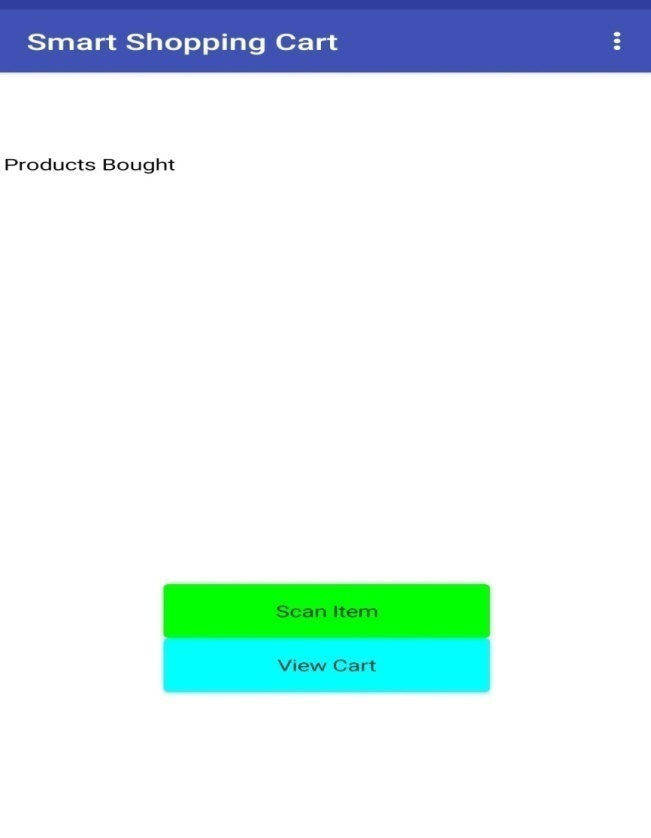 Smart Shopping Cart
Products Bought
Scan Item
View Cart